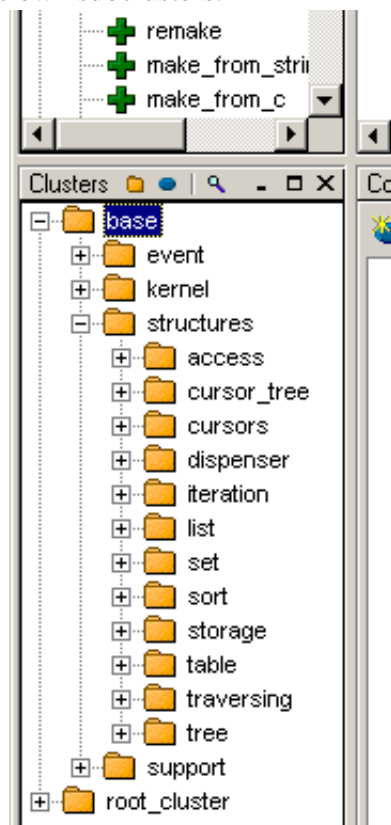 remake
make_from_stri
make_from_c
Clusters
Co
base
event
kernel
structures
access
cursor_tree
cursors
dispenser
iteration
list
set
sort
storage
table
traversing
tree
support
root_cluster